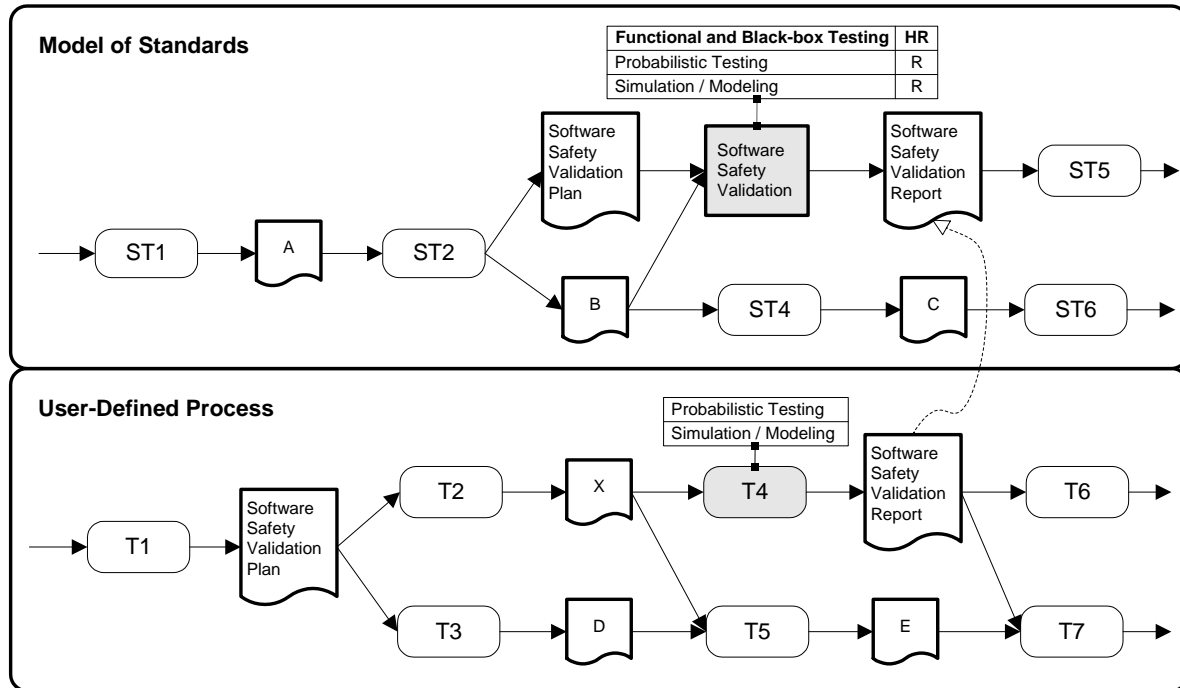 Model of Standards
Functional and Black-box Testing HR
Probabilistic Testing R
Simulation / Modeling R
Software
Safety
Validation
Plan
Software
Safety
Validation
Software
Safety
Validation
Report
ST5
ST1
A
ST2
B
ST4
C
ST6
User-Defined Process
Probabilistic Testing
Simulation / Modeling
T1
Software
Safety
Validation
Plan
T2
X
T4
Software
Safety
Validation
Report
T6
T3
D
T5
E
T7